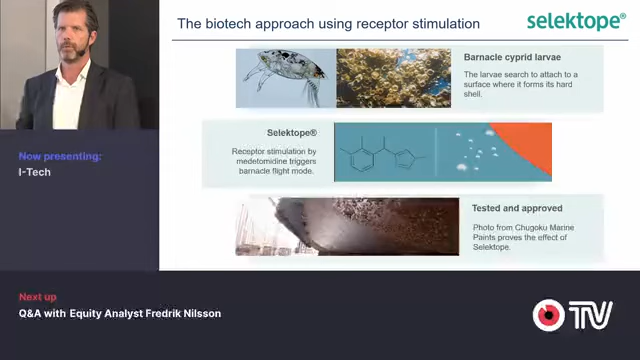 The biotech approach using receptor stimulation
selektope®
Barnacle cyprid larvae
The larvae search to attach to a
surface where it forms its hard
shell.
Selektope®
Receptor stimulation by
medetomidine triggers
barnacle flight mode.
Tested and approved
Photo from Chugoku Marine
Paints proves the effect of
Selektope.
Now presenting:
I-Tech
Next up
Q&A with Equity Analyst Fredrik Nilsson
TV